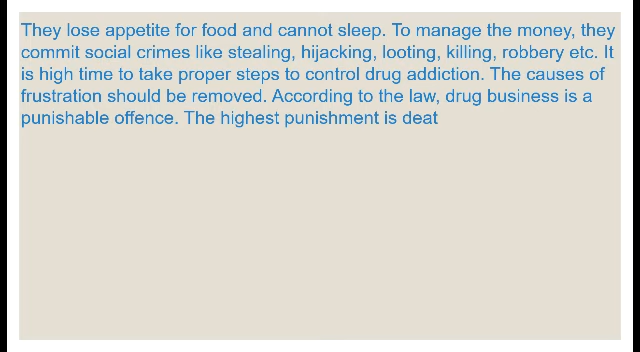 They lose appetite for food and cannot sleep. To manage the money, they
commit social crimes like stealing, hijacking, looting, killing, robbery etc. It
is high time to take proper steps to control drug addiction. The causes of
frustration should be removed. According to the law, drug business is a
punishable offence. The highest punishment is deat